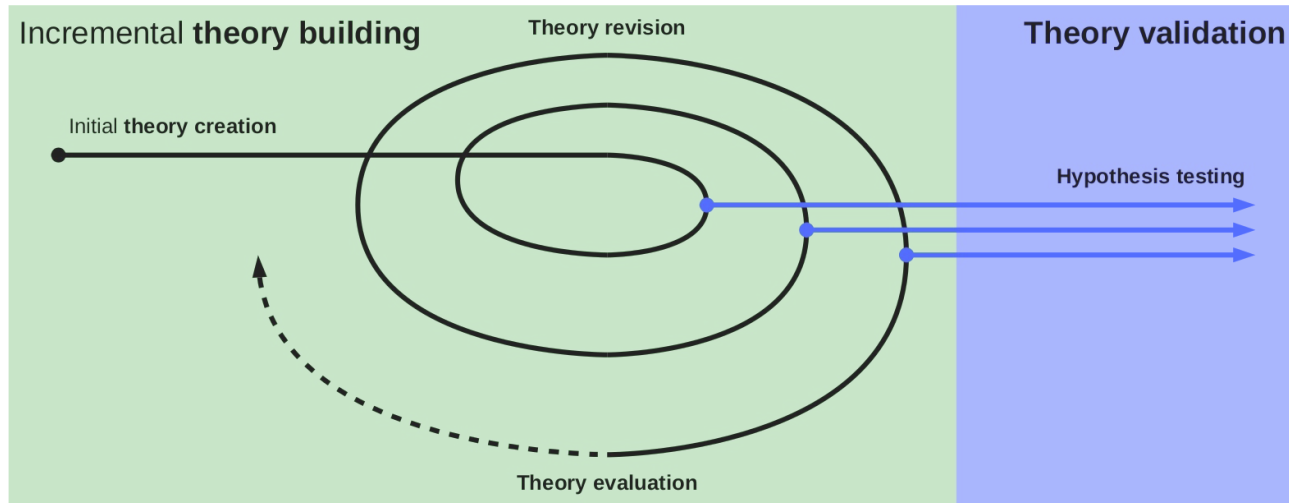 Incremental theory building
Theory revision
Theory validation
Initial theory creation
Hypothesis testing
Theory evaluation